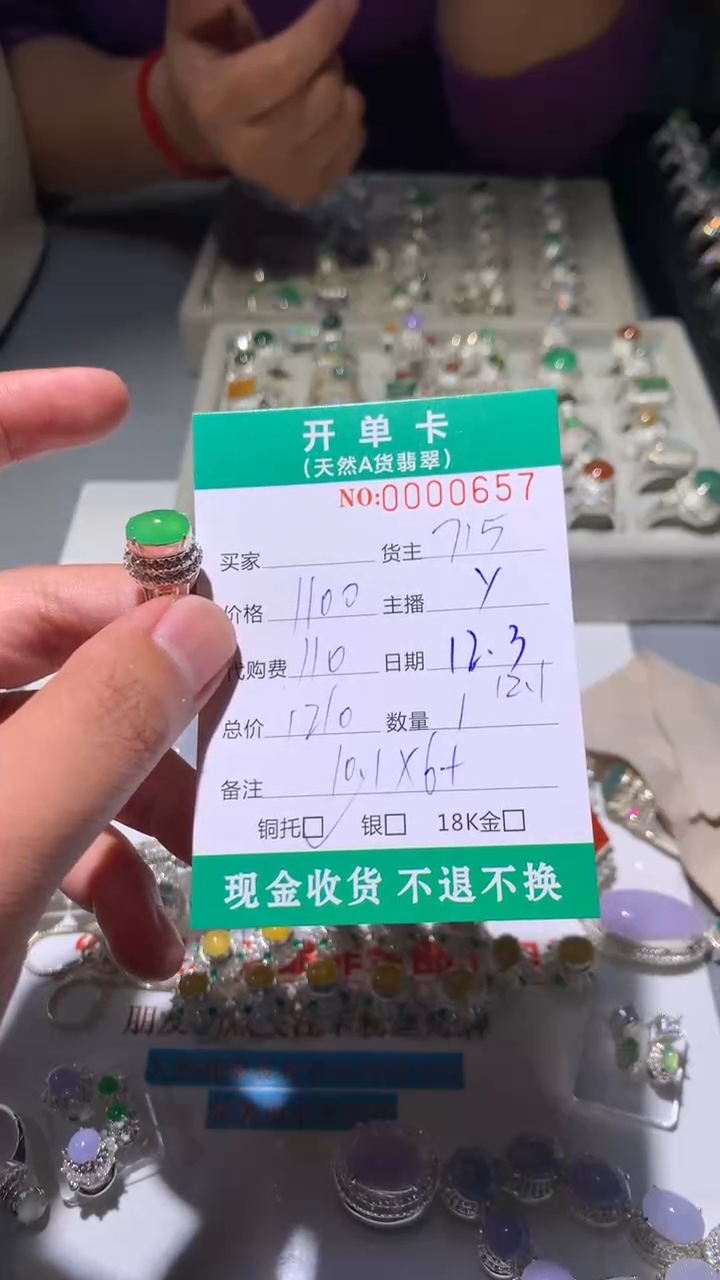 开单卡
(天然A货翡翠)
NO:0000657
买家 货主 715
价格 1100 主播 Y
代购费 110 日期 12.3
12.1
总价 1210 数量 1
备注 10.1×6+
铜托☐ 银☐ 18K金☐
现金收货 不退不换